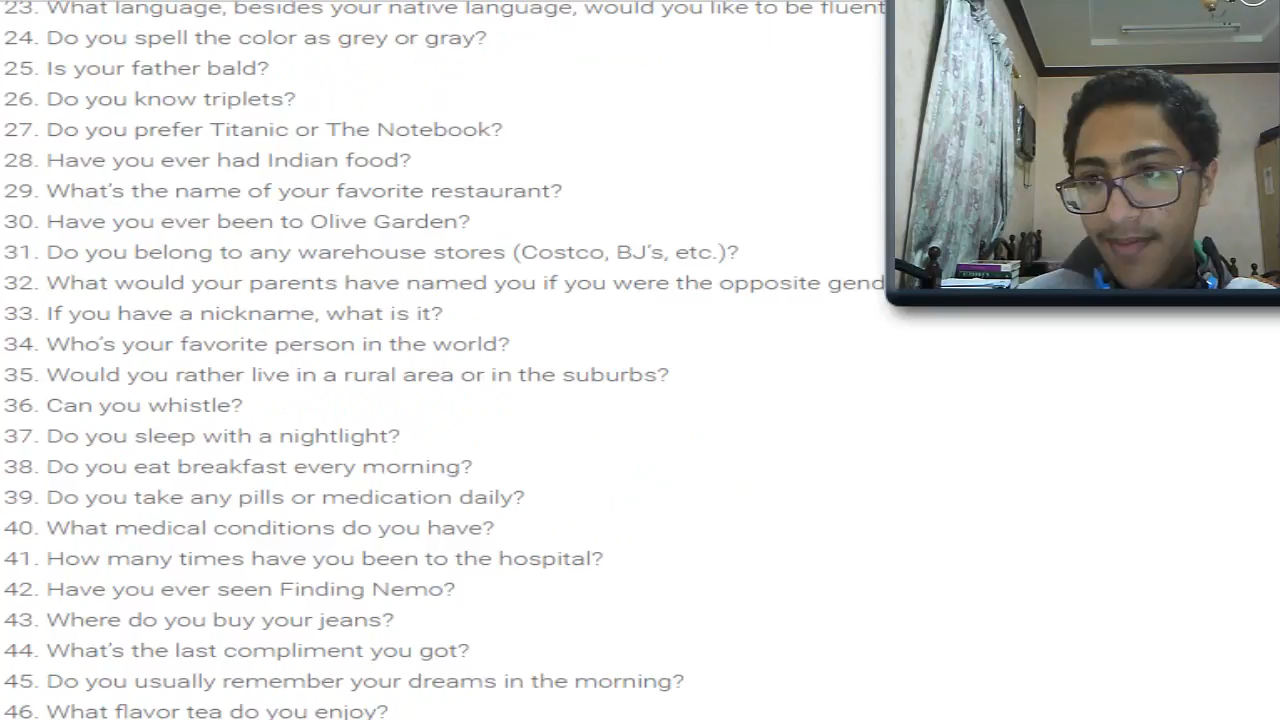 23. What language, besides your native language, would you like to be fluent
24. Do you spell the color as grey or gray?
25. Is your father bald?
26. Do you know triplets?
27. Do you prefer Titanic or The Notebook?
28. Have you ever had Indian food?
29. What's the name of your favorite restaurant?
30. Have you ever been to Olive Garden?
31. Do you belong to any warehouse stores (Costco, BJ's, etc.)?
32. What would your parents have named you if you were the opposite gend
33. If you have a nickname, what is it?
34. Who's your favorite person in the world?
35. Would you rather live in a rural area or in the suburbs?
36. Can you whistle?
37. Do you sleep with a nightlight?
38. Do you eat breakfast every morning?
39. Do you take any pills or medication daily?
40. What medical conditions do you have?
41. How many times have you been to the hospital?
42. Have you ever seen Finding Nemo?
43. Where do you buy your jeans?
44. What's the last compliment you got?
45. Do you usually remember your dreams in the morning?
46. What flavor tea do you enjoy?